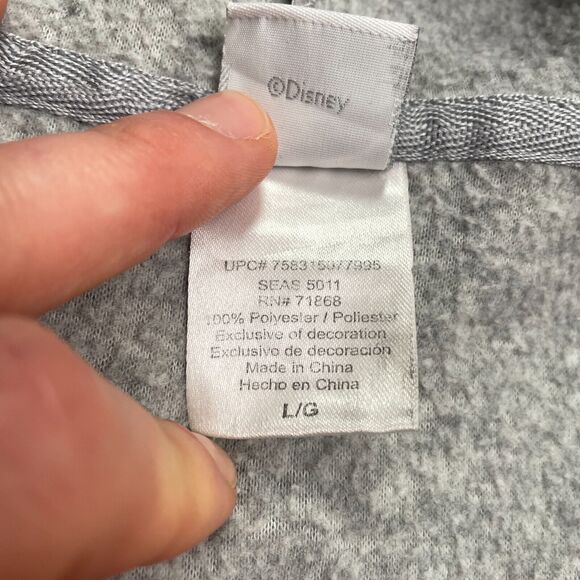 ©Disney
UPC# 758315077995
SEAS 5011
RN# 71868
100% Polyester / Poliester
Exclusive of decoration
Exclusivo de decoración
Made in China
Hecho en China
L/G